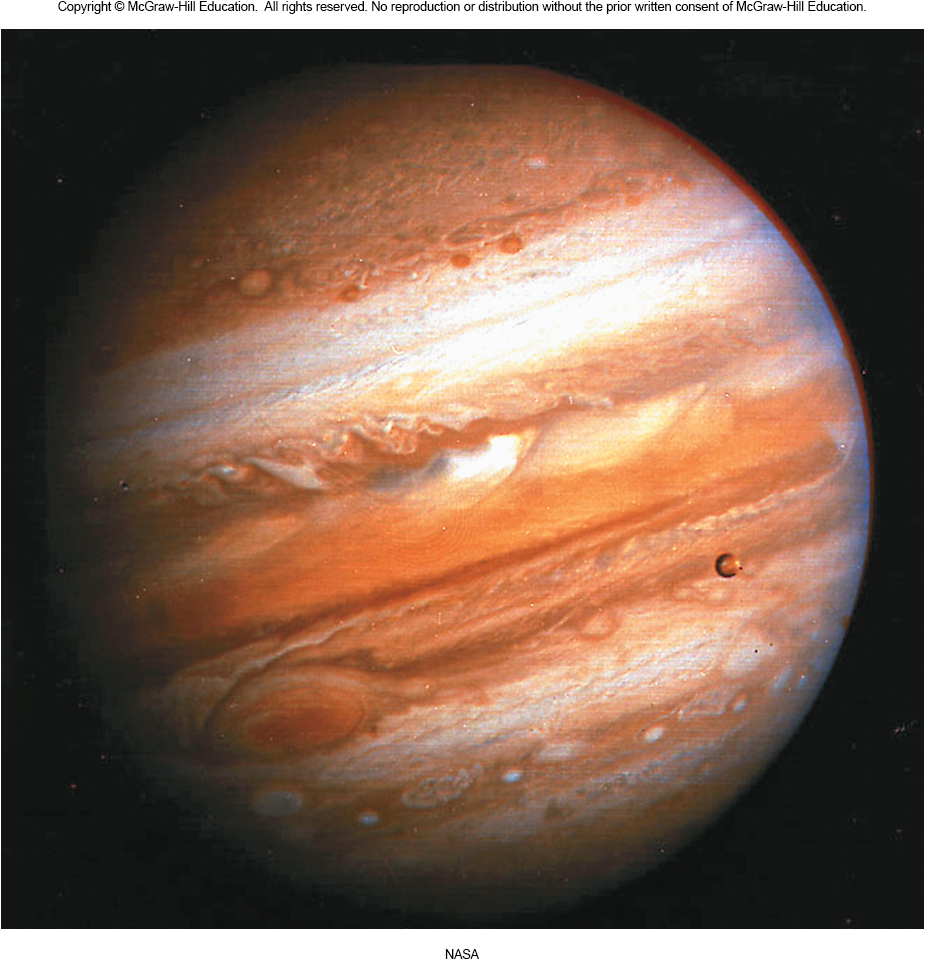 Copyright © McGraw-Hill Education.  All rights reserved. No reproduction or distribution without the prior written consent of McGraw-Hill Education.
NASA